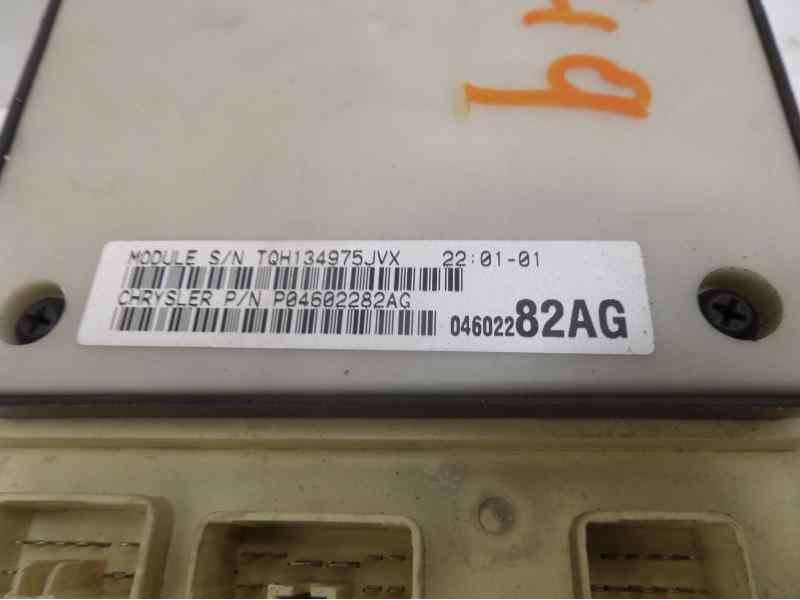 MODULE S/N TQH134975JVX 22:01-01
CHRYSLER P/N P04602282AG
04602282AG